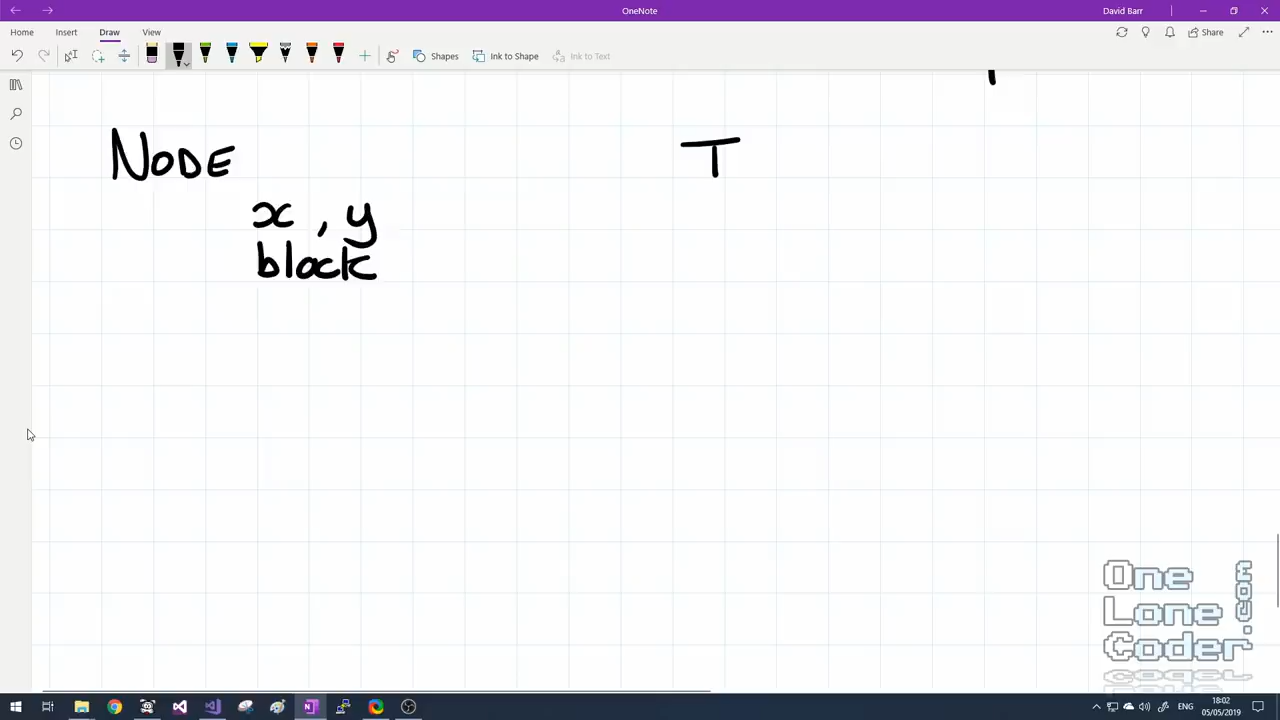 OneNote
David Barr
Home Insert Draw View
Share
Shapes
Ink to Shape
Ink to Text
NODE
T
x , y
block
One
Lone
Coder
.com
ENG
18:02
05/05/2019